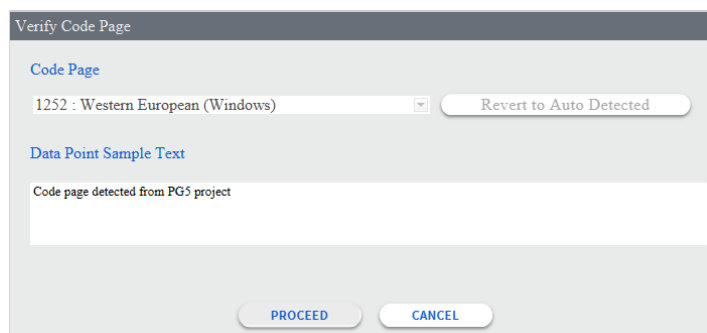 Verify Code Page
Code Page
1252 : Western European (Windows)
Revert to Auto Detected
Data Point Sample Text
Code page detected from PG5 project
PROCEED
CANCEL